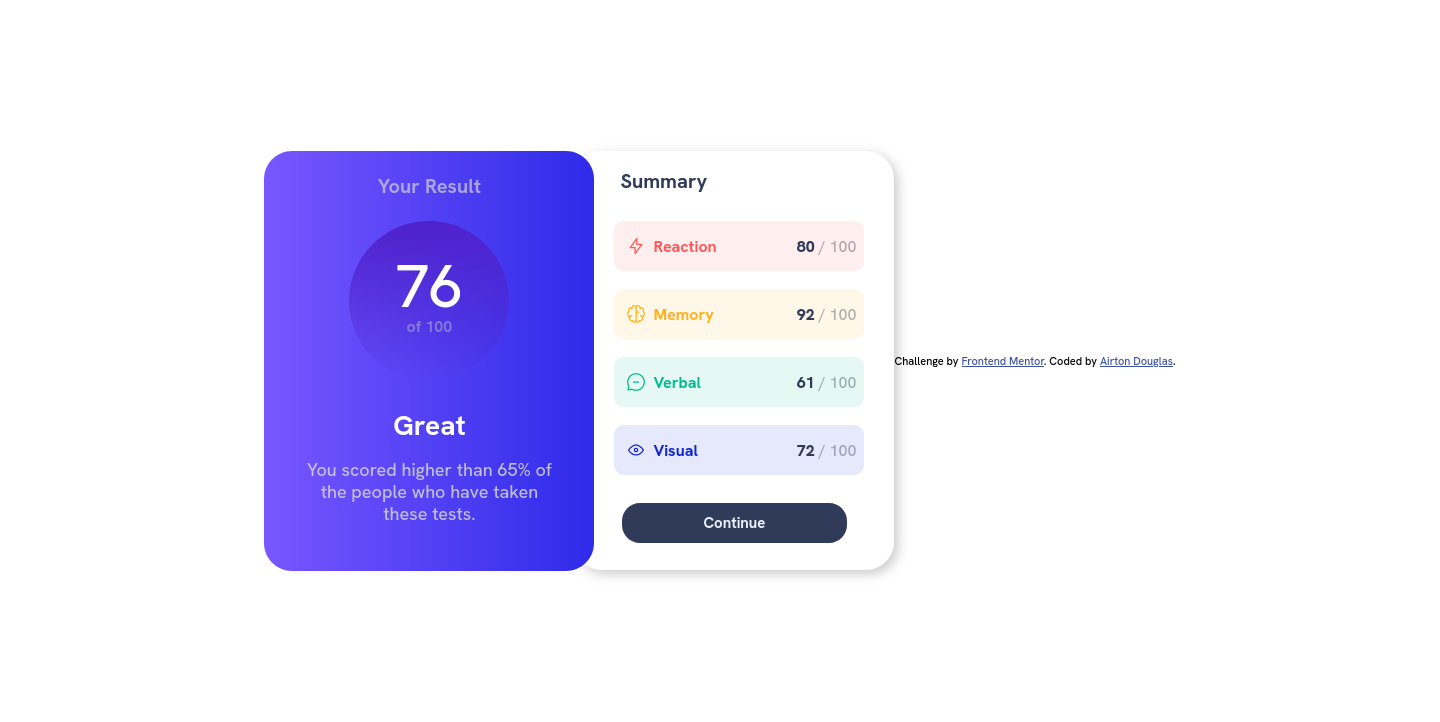 Your Result
76
of 100
Great
You scored higher than 65% of
the people who have taken
these tests.
Summary
Reaction 80 / 100
Memory 92 / 100
Verbal 61 / 100
Visual 72 / 100
Continue
Challenge by Frontend Mentor. Coded by Airton Douglas.